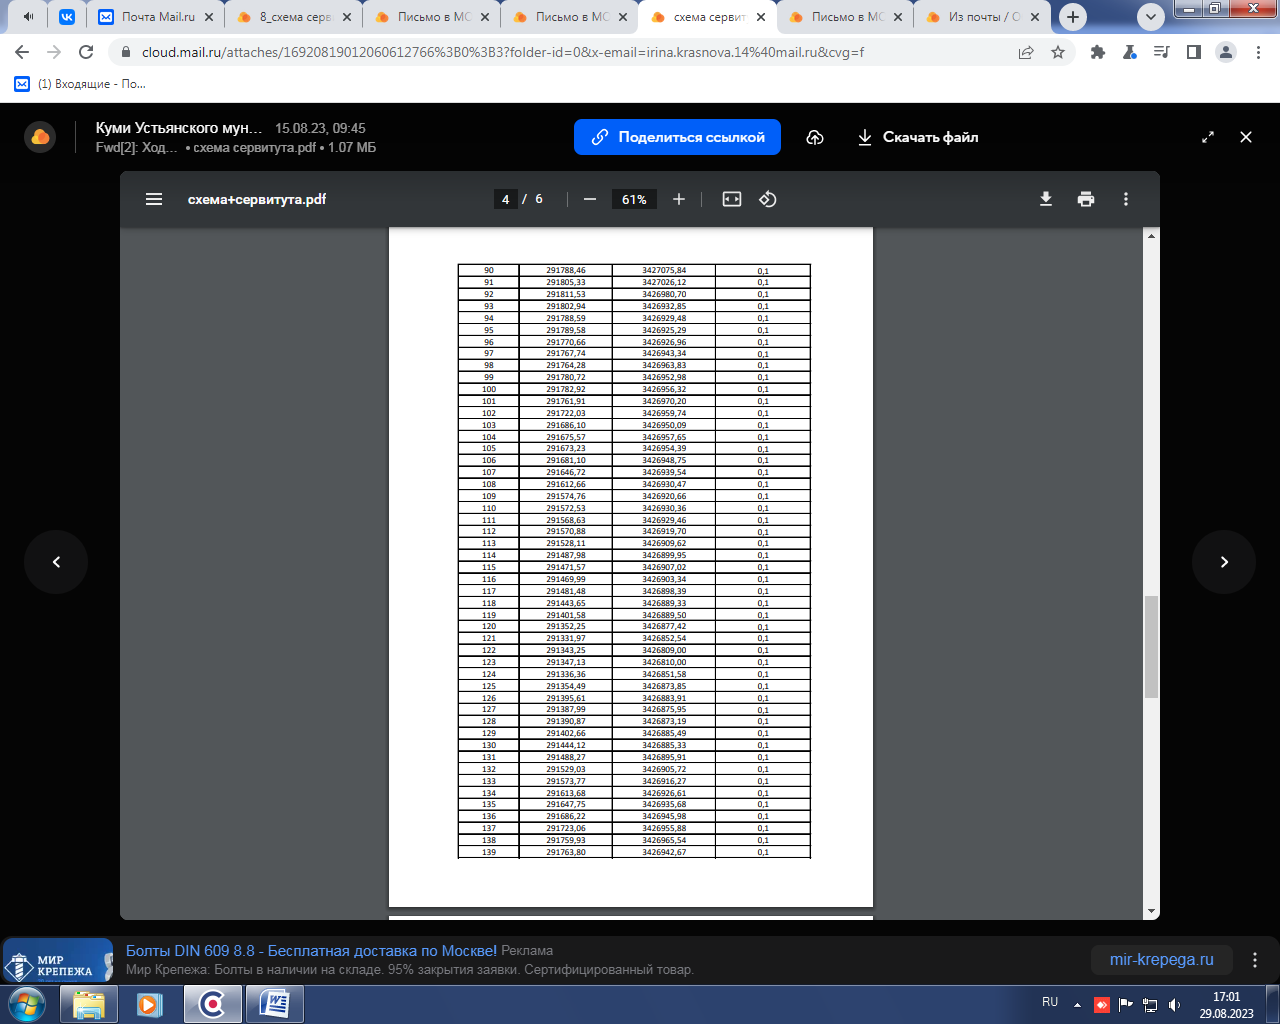 Почта Mail.ru
8_схема серв
Письмо в МС
Письмо в МС
схема сервит
Письмо в МС
Из почты / О
cloud.mail.ru/attaches/16920819012060612766%3B0%3B3?folder-id=0&x-email=irina.krasnova.14%40mail.ru&cvg=f
(1) Входящие - По...
Куми Устьянского мун... 15.08.23, 09:45
Fwd[2]: Ход... • схема сервитута.pdf • 1.07 МБ
Поделиться ссылкой
Скачать файл
схема+сервитута.pdf
4 / 6
61%
90 291788,46 3427075,84 0,1
91 291805,33 3427026,12 0,1
92 291811,53 3426980,70 0,1
93 291802,94 3426932,85 0,1
94 291788,59 3426929,48 0,1
95 291789,58 3426925,29 0,1
96 291770,66 3426926,96 0,1
97 291767,74 3426943,34 0,1
98 291764,28 3426963,83 0,1
99 291780,72 3426952,98 0,1
100 291782,92 3426956,32 0,1
101 291761,91 3426970,20 0,1
102 291722,03 3426959,74 0,1
103 291686,10 3426950,09 0,1
104 291675,57 3426957,65 0,1
105 291673,23 3426954,39 0,1
106 291681,10 3426948,75 0,1
107 291646,72 3426939,54 0,1
108 291612,66 3426930,47 0,1
109 291574,76 3426920,66 0,1
110 291572,53 3426930,36 0,1
111 291568,63 3426929,46 0,1
112 291570,88 3426919,70 0,1
113 291528,11 3426909,62 0,1
114 291487,98 3426899,95 0,1
115 291471,57 3426907,02 0,1
116 291469,99 3426903,34 0,1
117 291481,48 3426898,39 0,1
118 291443,65 3426889,33 0,1
119 291401,58 3426889,50 0,1
120 291352,25 3426877,42 0,1
121 291331,97 3426852,54 0,1
122 291343,25 3426809,00 0,1
123 291347,13 3426810,00 0,1
124 291336,36 3426851,58 0,1
125 291354,49 3426873,85 0,1
126 291395,61 3426883,91 0,1
127 291387,99 3426875,95 0,1
128 291390,87 3426873,19 0,1
129 291402,66 3426885,49 0,1
130 291444,12 3426885,33 0,1
131 291488,27 3426895,91 0,1
132 291529,03 3426905,72 0,1
133 291573,77 3426916,27 0,1
134 291613,68 3426926,61 0,1
135 291647,75 3426935,68 0,1
136 291686,22 3426945,98 0,1
137 291723,06 3426955,88 0,1
138 291759,93 3426965,54 0,1
139 291763,80 3426942,67 0,1
МИР КРЕПЕЖА
Болты DIN 609 8.8 - Бесплатная доставка по Москве! Реклама
Мир Крепежа: Болты в наличии на складе. 95% закрытия заявки. Сертифицированный товар.
mir-krepega.ru
RU
17:01
29.08.2023